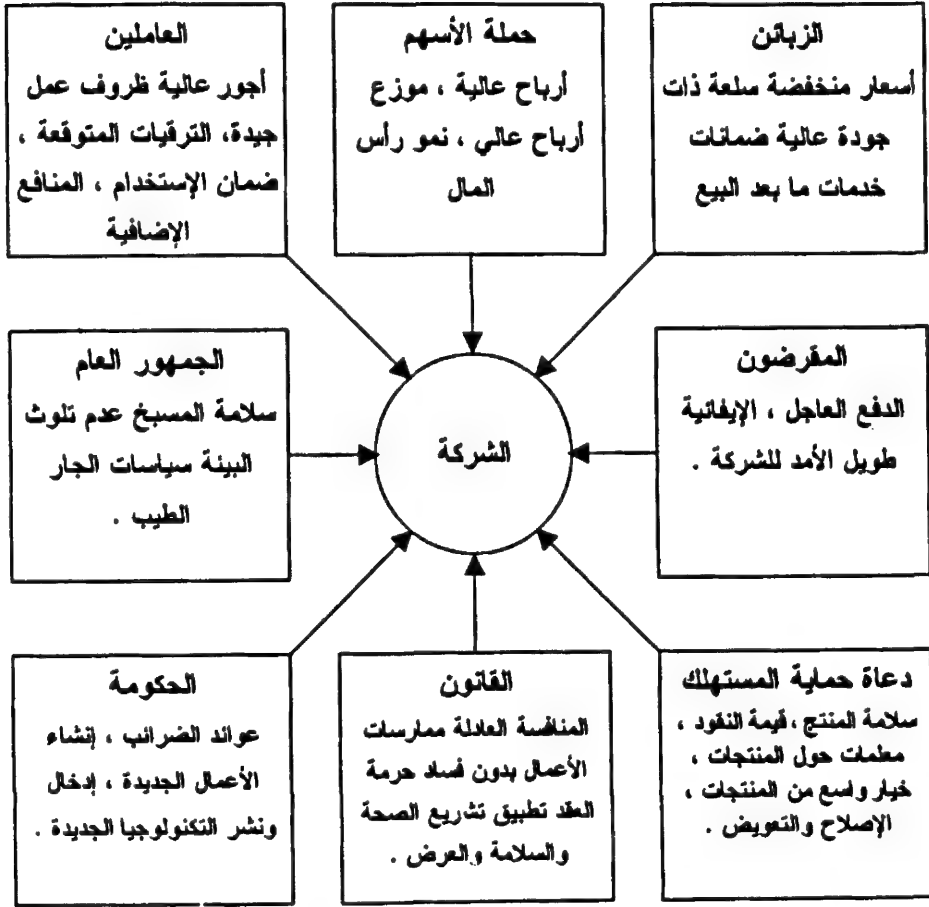 الزبائن
أسعار منخفضة سلعة ذات
جودة عالية ضمانات
خدمات ما بعد البيع
حملة الأسهم
أرباح عالية ، موزع
أرباح عالي ، نمو رأس
المال
العاملين
أجور عالية ظروف عمل
جيدة، الترقيات المتوقعة ،
ضمان الإستخدام ، المنافع
الإضافية
المقرضون
الدفع العاجل ، الإيفائية
طويل الأمد للشركة .
الشركة
الجمهور العام
سلامة المسبخ عدم تلوث
البيئة سياسات الجار
الطيب .
دعاة حماية المستهلك
سلامة المنتج ، قيمة النقود ،
معلمات حول المنتجات ،
خيار واسع من المنتجات ،
الإصلاح والتعويض .
القانون
المنافسة العادلة ممارسات
الأعمال بدون فساد حرمة
العقد تطبيق تشريع الصحة
والسلامة والعرض .
الحكومة
عوائد الضرائب ، إنشاء
الأعمال الجديدة ، إدخال
ونشر التكنولوجيا الجديدة .